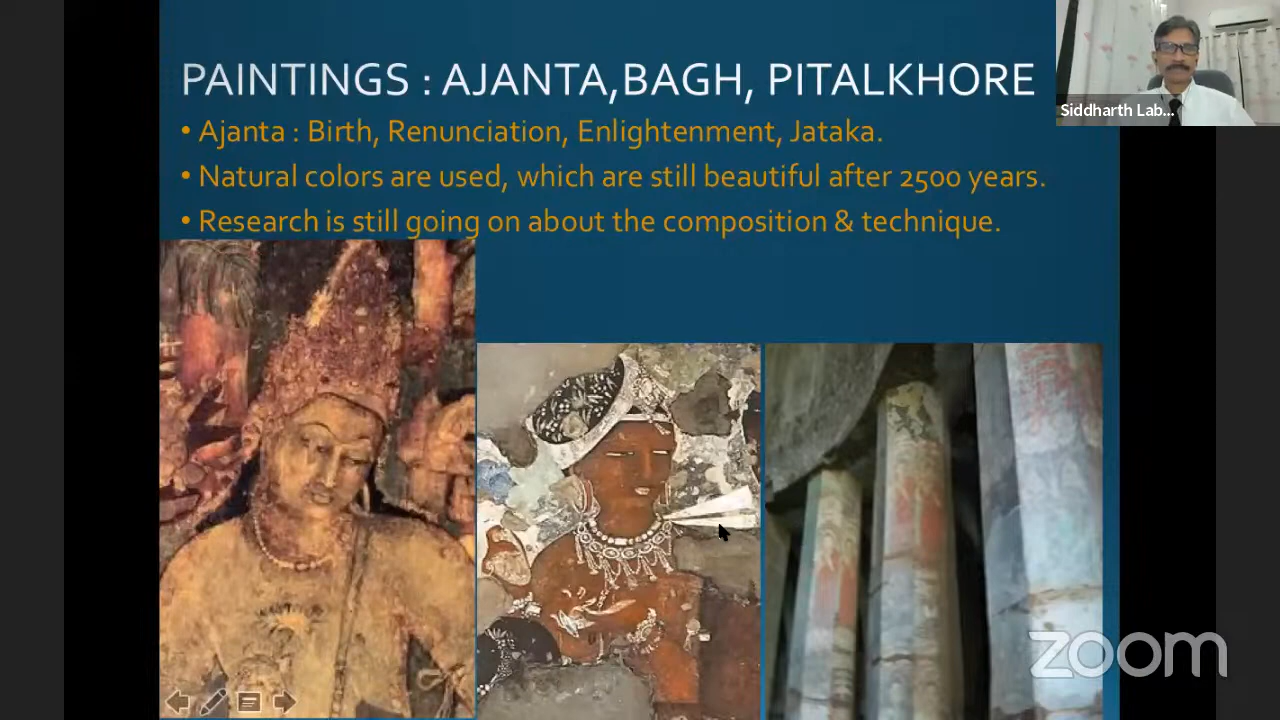 PAINTINGS : AJANTA,BAGH, PITALKHORE
Siddharth Lab...
• Ajanta : Birth, Renunciation, Enlightenment, Jataka.
• Natural colors are used, which are still beautiful after 2500 years.
• Research is still going on about the composition & technique.
zoom